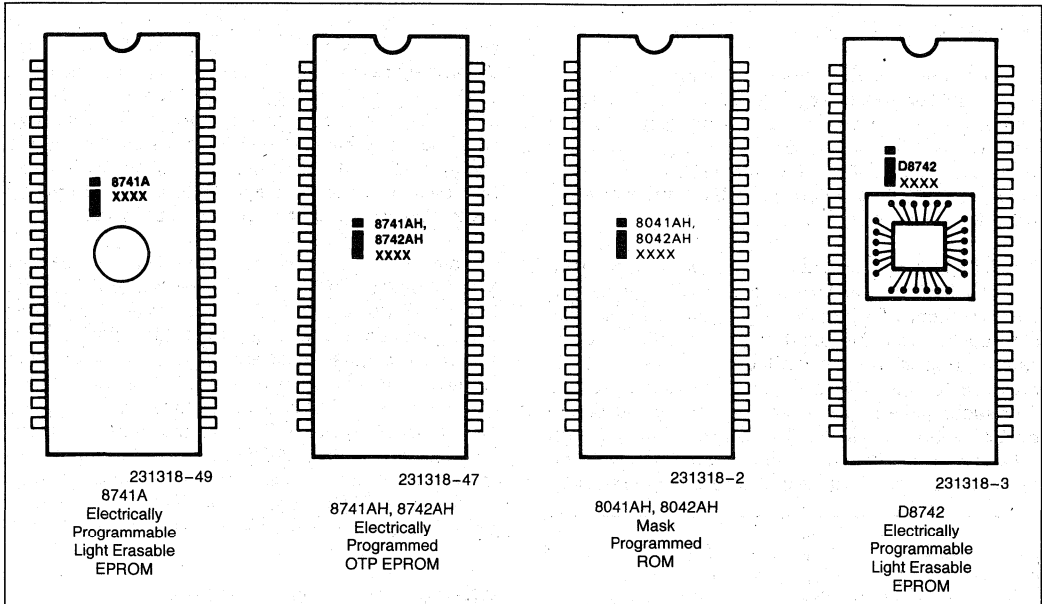 8741A
XXXX
8741AH,
8742AH
XXXX
8041AH,
8042AH
XXXX
D8742
XXXX
231318–49
8741A
Electrically
Programmable
Light Erasable
EPROM
231318–47
8741AH, 8742AH
Electrically
Programmed
OTP EPROM
231318–2
8041AH, 8042AH
Mask
Programmed
ROM
231318–3
D8742
Electrically
Programmable
Light Erasable
EPROM